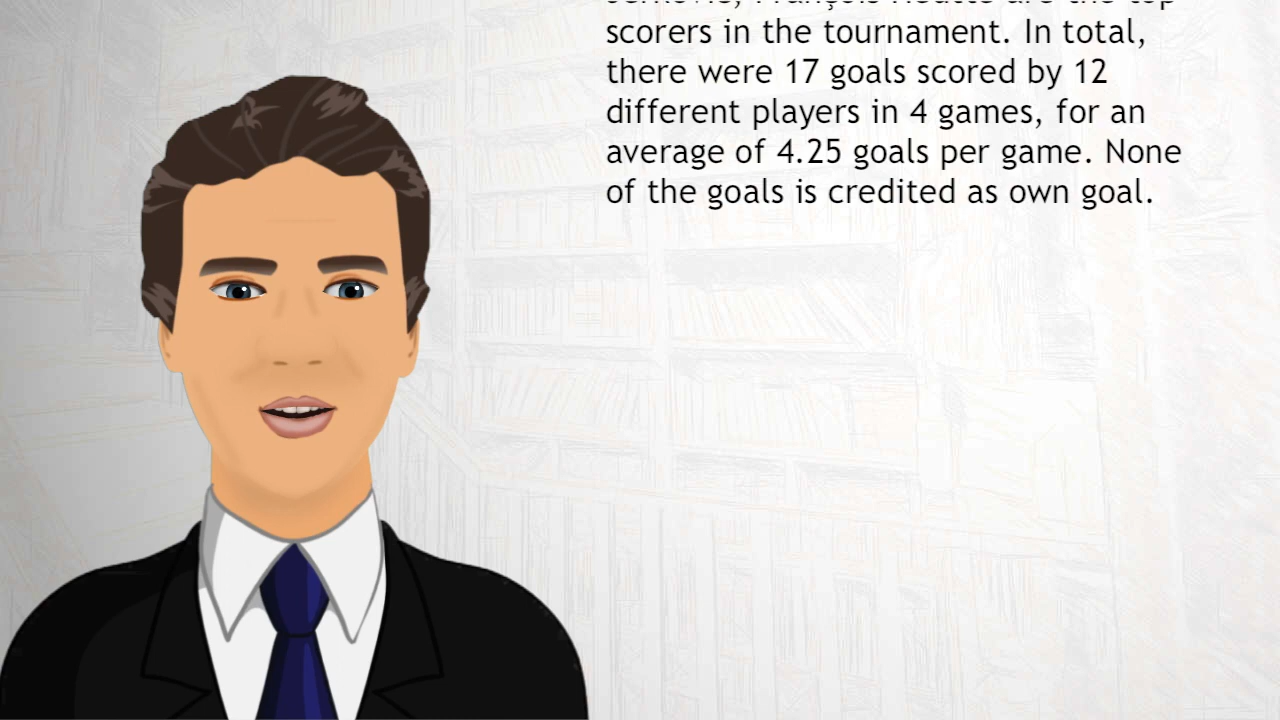 scorers in the tournament. In total,
there were 17 goals scored by 12
different players in 4 games, for an
average of 4.25 goals per game. None
of the goals is credited as own goal.